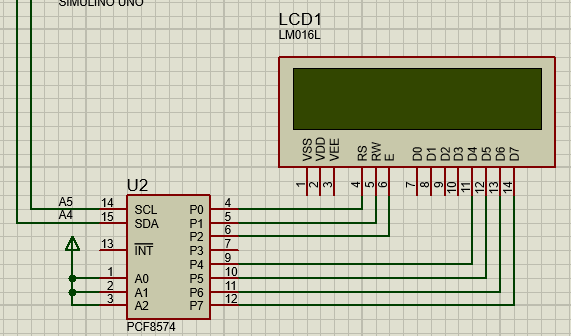 SIMULINO UNO
LCD1
LM016L
VSS VDD VEE RS RW E D0 D1 D2 D3 D4 D5 D6 D7
1 2 3 4 5 6 7 8 9 10 11 12 13 14
U2
A5 14 SCL P0 4
A4 15 SDA P1 5
P2 6
13 INT P3 7
P4 9
1 A0 P5 10
2 A1 P6 11
3 A2 P7 12
PCF8574